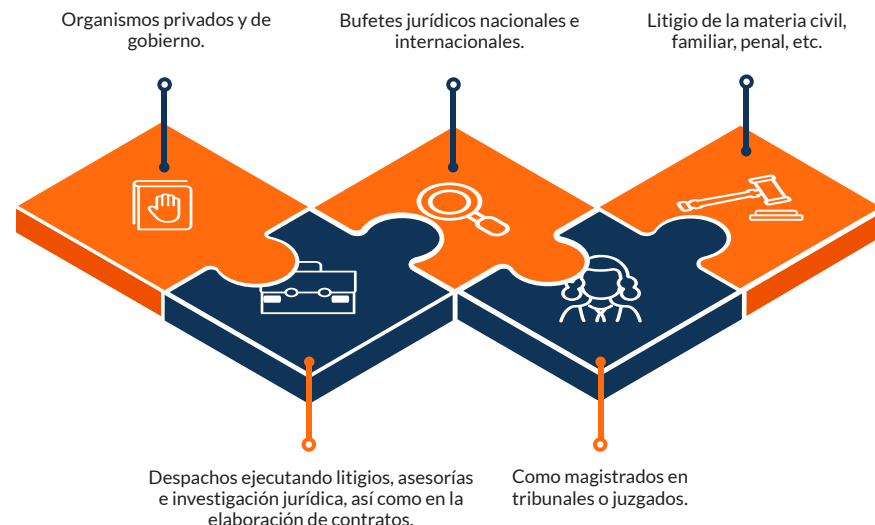 Organismos privados y de
gobierno.
Bufetes jurídicos nacionales e
internacionales.
Litigio de la materia civil,
familiar, penal, etc.
Despachos ejecutando litigios, asesorías
e investigación jurídica, así como en la
elaboración de contratos.
Como magistrados en
tribunales o juzgados.